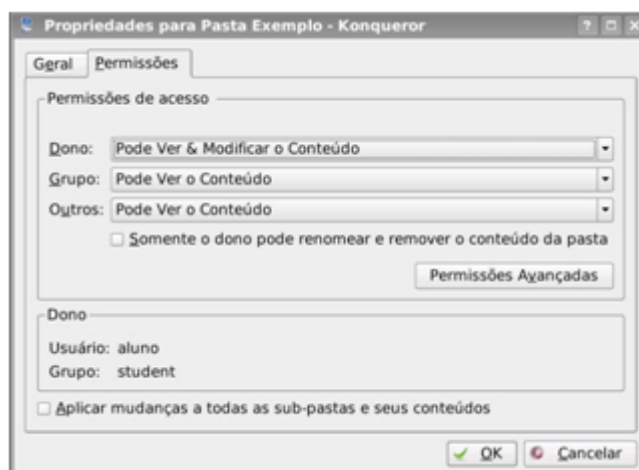 Propriedades para Pasta Exemplo - Konqueror
Geral Permissões
Permissões de acesso
Dono: Pode Ver & Modificar o Conteúdo
Grupo: Pode Ver o Conteúdo
Outros: Pode Ver o Conteúdo
Somente o dono pode renomear e remover o conteúdo da pasta
Permissões Avançadas
Dono
Usuário: aluno
Grupo: student
Aplicar mudanças a todas as sub-pastas e seus conteúdos
OK Cancelar